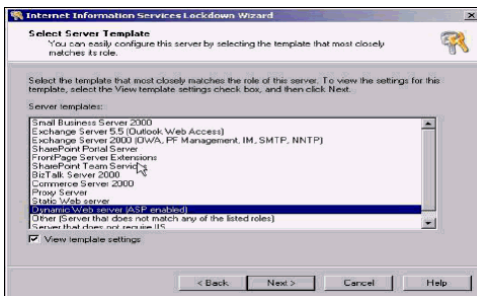 Internet Information Services Lockdown Wizard
Select Server Template
You can easily configure this server by selecting the template that most closely
matches its role.
Select the template that most closely matches the role of this server. To view the settings for this
template, select the View template settings check box, and then click Next.
Server templates:
Small Business Server 2000
Exchange Server 5.5 (Outlook Web Access)
Exchange Server 2000 (OWA, PF Management, IM, SMTP, NNTP)
SharePoint Portal Server
FrontPage Server Extensions
SharePoint Team Services
BizTalk Server 2000
Commerce Server 2000
Proxy Server
Static Web server
Dynamic Web server (ASP enabled)
Other (Server that does not match any of the listed roles)
Server that does not require IIS
View template settings
< Back Next > Cancel Help